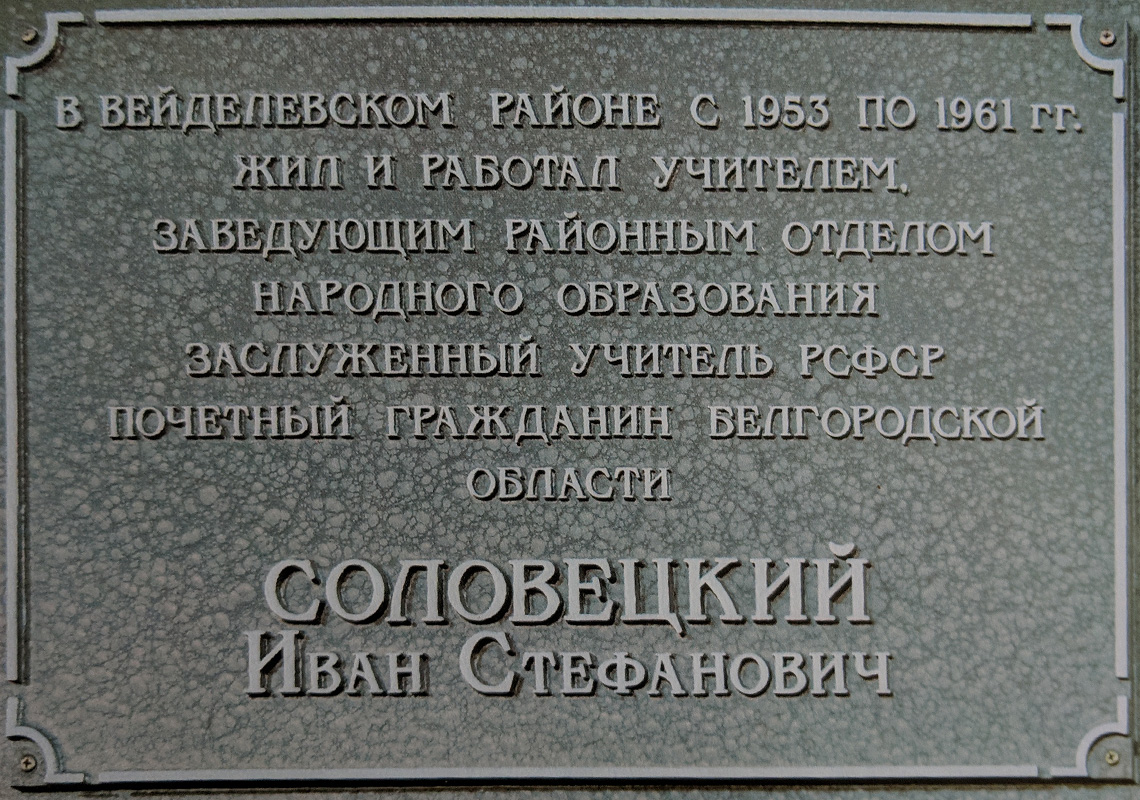 В ВЕЙДЕЛЕВСКОМ РАЙОНЕ С 1953 ПО 1961 ГГ.
ЖИЛ И РАБОТАЛ УЧИТЕЛЕМ,
ЗАВЕДУЮЩИМ РАЙОННЫМ ОТДЕЛОМ
НАРОДНОГО ОБРАЗОВАНИЯ
ЗАСЛУЖЕННЫЙ УЧИТЕЛЬ РСФСР
ПОЧЕТНЫЙ ГРАЖДАНИН БЕЛГОРОДСКОЙ
ОБЛАСТИ
СОЛОВЕЦКИЙ
ИВАН СТЕФАНОВИЧ